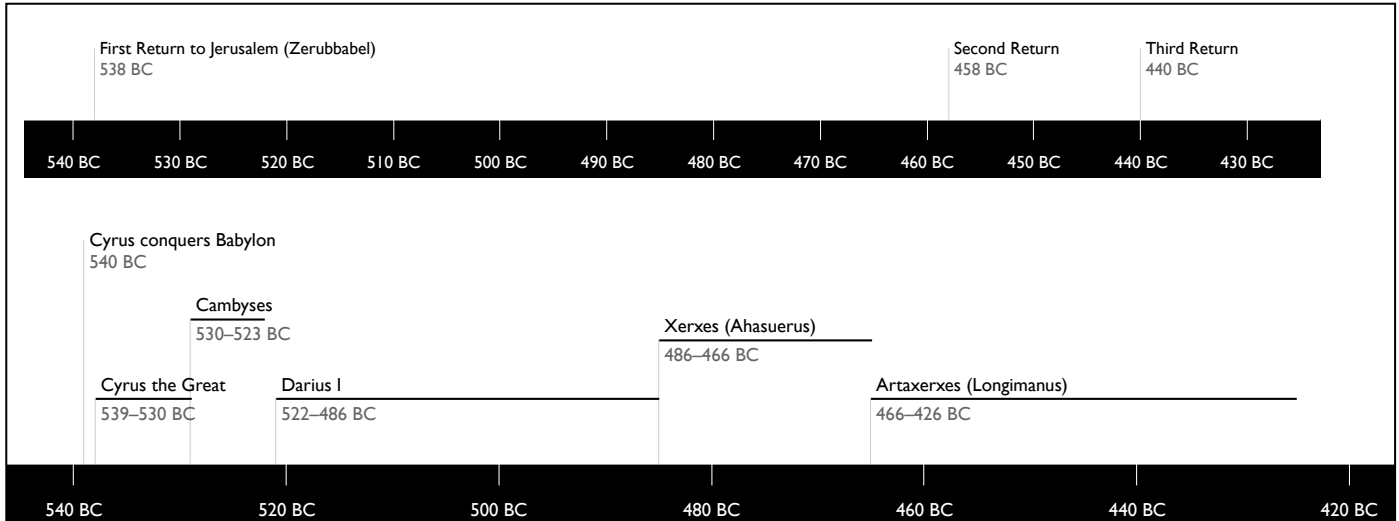 First Return to Jerusalem (Zerubbabel)
538 BC
Second Return
458 BC
Third Return
440 BC
540 BC 530 BC 520 BC 510 BC 500 BC 490 BC 480 BC 470 BC 460 BC 450 BC 440 BC 430 BC
Cyrus conquers Babylon
540 BC
Cambyses
530–523 BC
Xerxes (Ahasuerus)
486–466 BC
Cyrus the Great
539–530 BC
Darius I
522–486 BC
Artaxerxes (Longimanus)
466–426 BC
540 BC 520 BC 500 BC 480 BC 460 BC 440 BC 420 BC